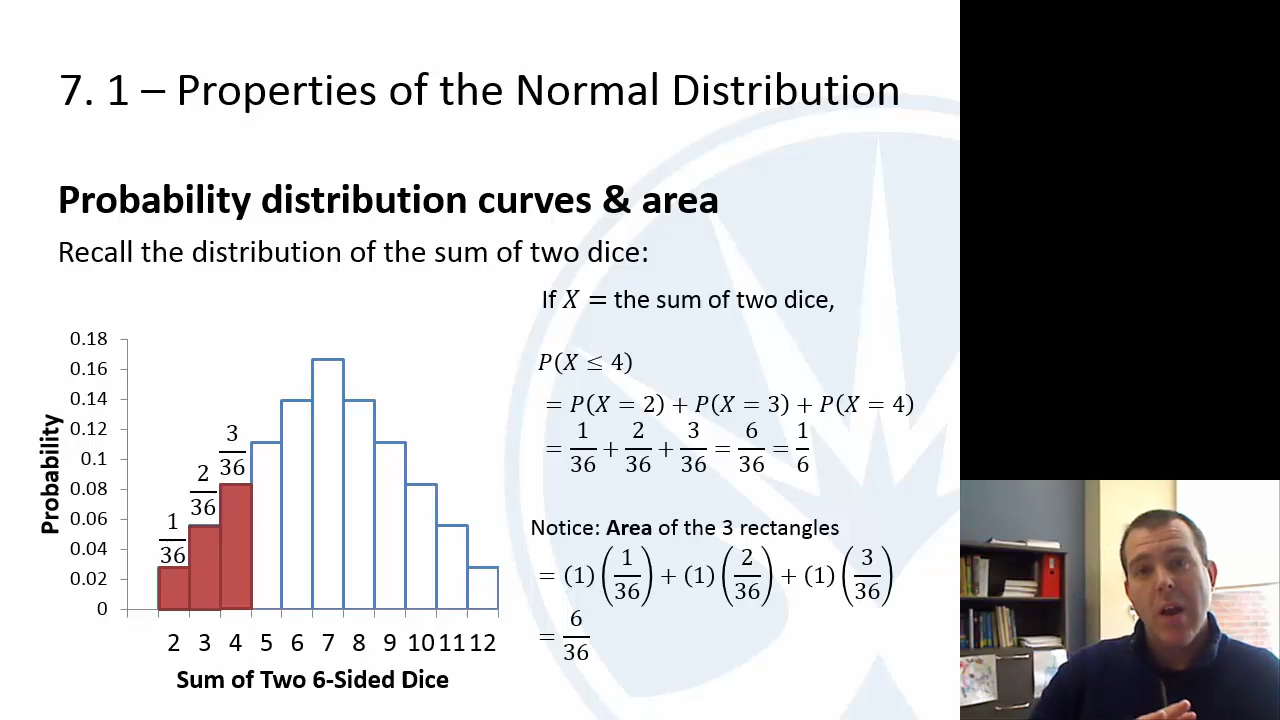 7. 1 – Properties of the Normal Distribution
Probability distribution curves & area
Recall the distribution of the sum of two dice:
If X = the sum of two dice,
P(X ≤ 4)
= P(X = 2) + P(X = 3) + P(X = 4)
= 1/36 + 2/36 + 3/36 = 6/36 = 1/6
Notice: Area of the 3 rectangles
= (1)(1/36) + (1)(2/36) + (1)(3/36)
= 6/36
Probability
0.18
0.16
0.14
0.12
0.1
0.08
0.06
0.04
0.02
0
1/36
2/36
3/36
2 3 4 5 6 7 8 9 10 11 12
Sum of Two 6-Sided Dice